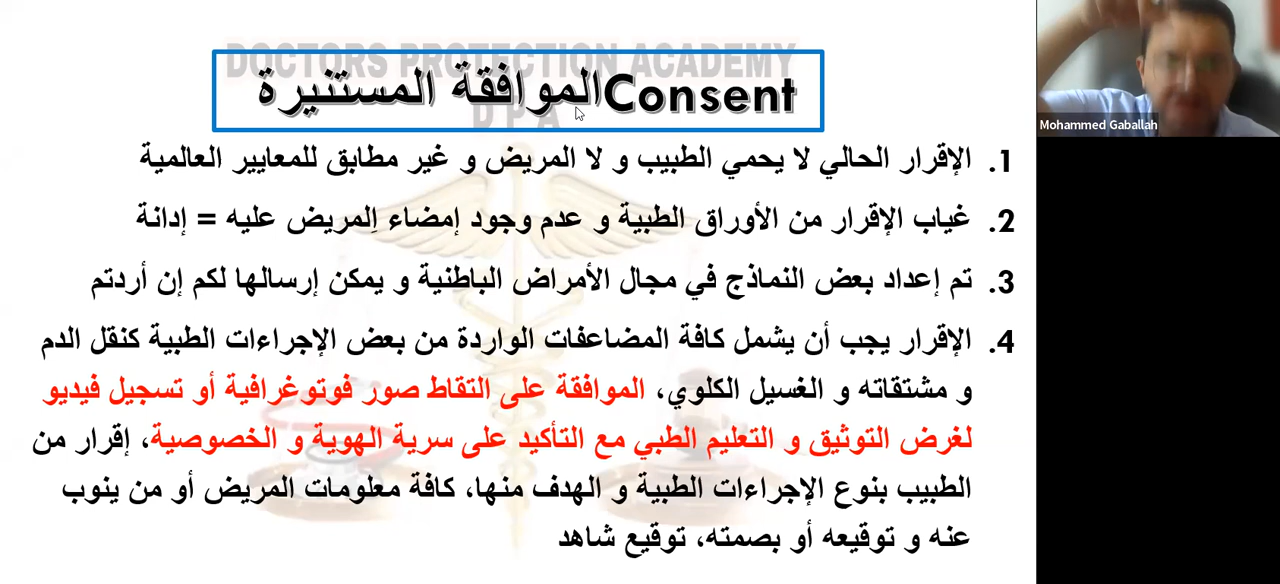 DOCTORS PROTECTION ACADEMY
الموافقة المستنيرة Consent
D P A
Mohammed Gaballah
1. الإقرار الحالي لا يحمي الطبيب و لا المريض و غير مطابق للمعايير العالمية
2. غياب الإقرار من الأوراق الطبية و عدم وجود إمضاء لِلمريض عليه = إدانة
3. تم إعداد بعض النماذج في مجال الأمراض الباطنية و يمكن إرسالها لكم إن أردتم
4. الإقرار يجب أن يشمل كافة المضاعفات الواردة من بعض الإجراءات الطبية كنقل الدم
و مشتقاته و الغسيل الكلوي، الموافقة على التقاط صور فوتوغرافية أو تسجيل فيديو
لغرض التوثيق و التعليم الطبي مع التأكيد على سرية الهوية و الخصوصية، إقرار من
الطبيب بنوع الإجراءات الطبية و الهدف منها، كافة معلومات المريض أو من ينوب
عنه و توقيعه أو بصمته، توقيع شاهد